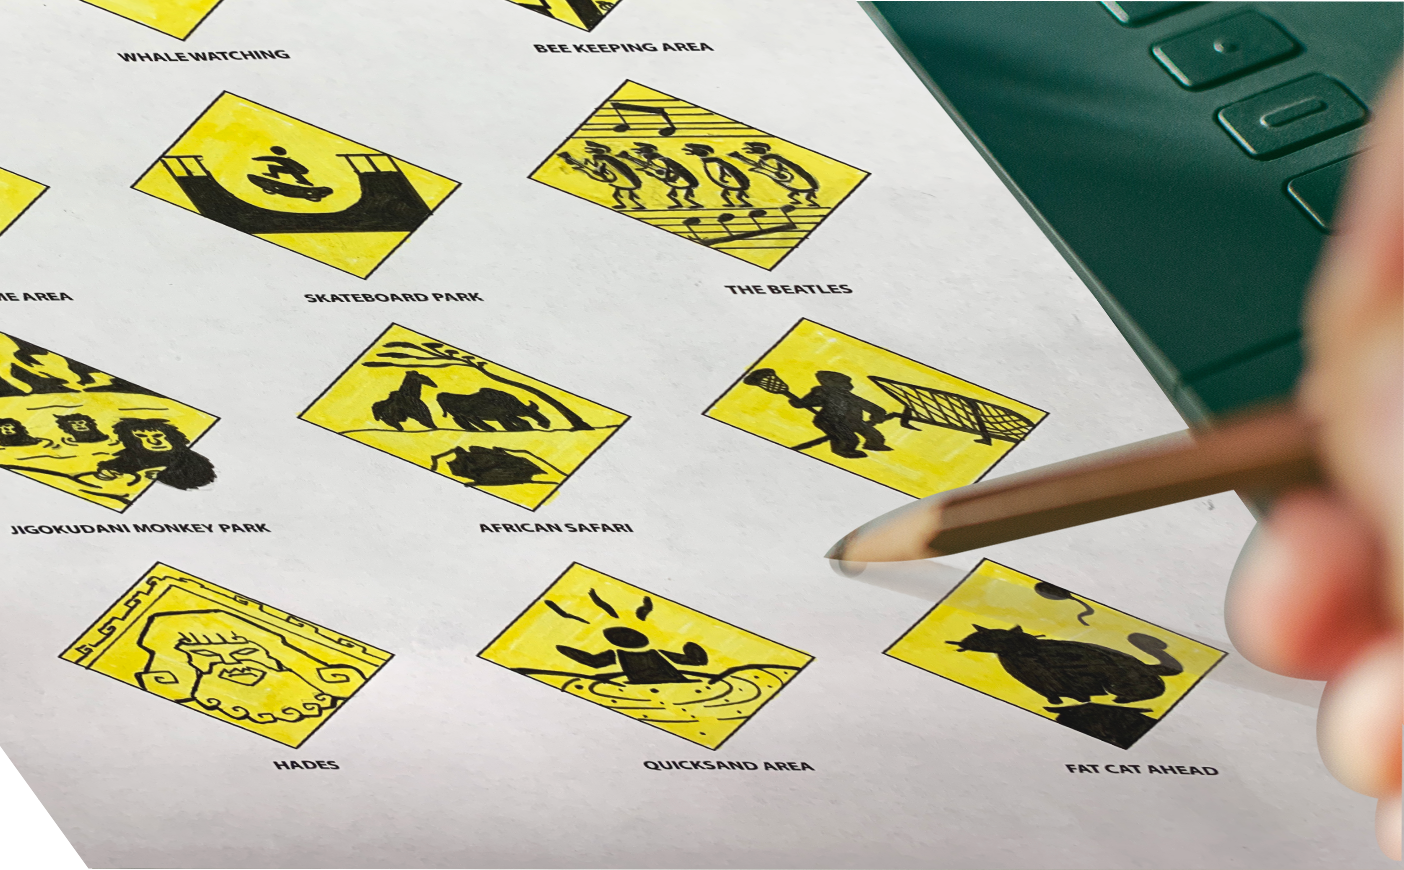 WHALE WATCHING
BEE KEEPING AREA
AREA
SKATEBOARD PARK
THE BEATLES
JIGOKUDANI MONKEY PARK
AFRICAN SAFARI
HADES
QUICKSAND AREA
FAT CAT AHEAD